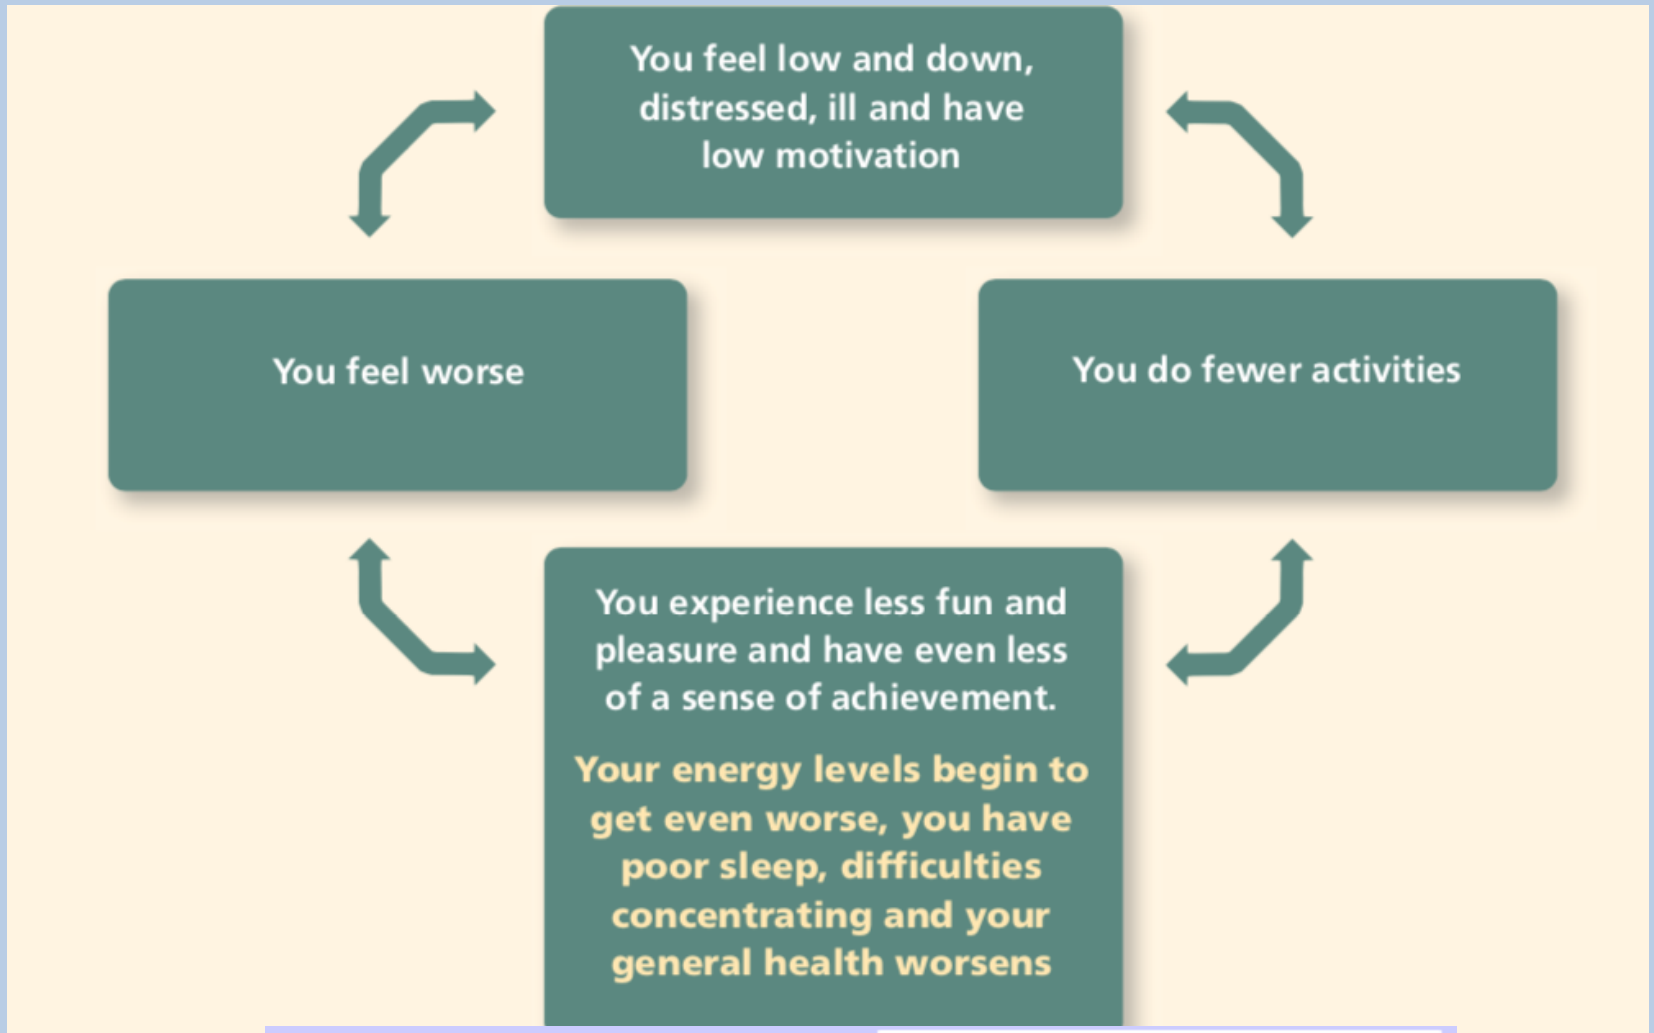 You feel low and down,
distressed, ill and have
low motivation
You feel worse
You do fewer activities
You experience less fun and
pleasure and have even less
of a sense of achievement.
Your energy levels begin to
get even worse, you have
poor sleep, difficulties
concentrating and your
general health worsens